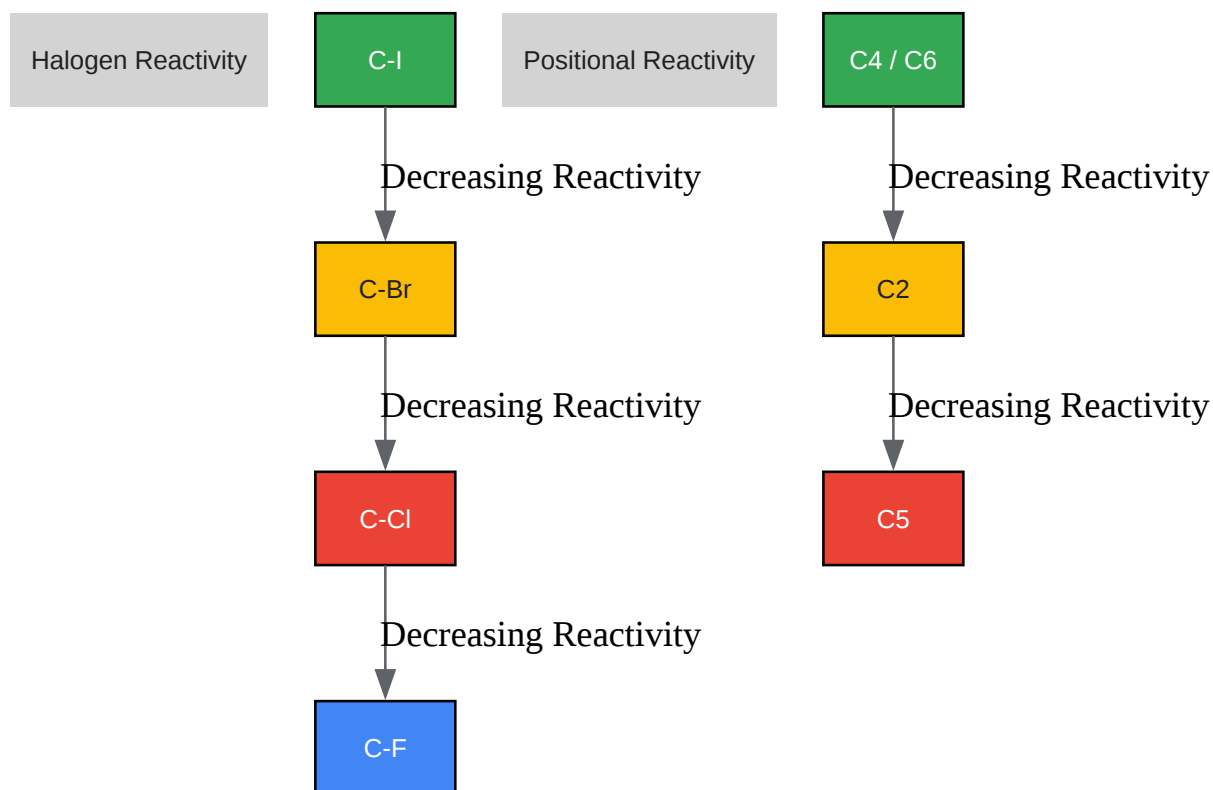 Halogen Reactivity
C-I
Positional Reactivity
C4 / C6
Decreasing Reactivity
Decreasing Reactivity
C-Br
C2
Decreasing Reactivity
Decreasing Reactivity
C-Cl
C5
Decreasing Reactivity
C-F